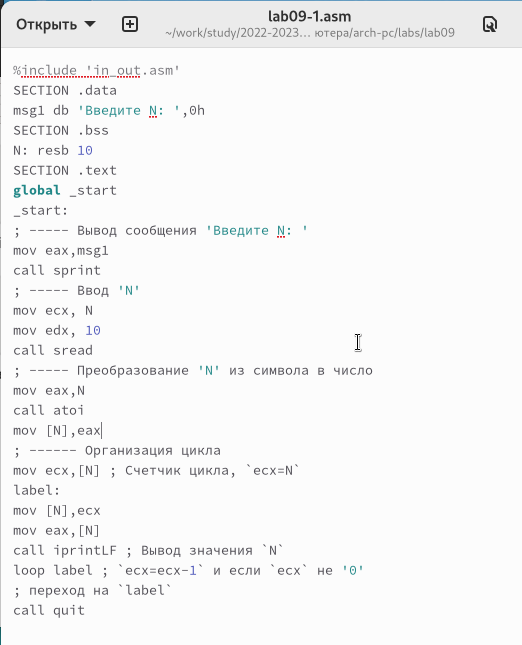 Открыть
lab09-1.asm
~/work/study/2022-2023... ютера/arch-pc/labs/lab09
%include 'in_out.asm'
SECTION .data
msg1 db 'Введите N: ',0h
SECTION .bss
N: resb 10
SECTION .text
global _start
_start:
; ----- Вывод сообщения 'Введите N: '
mov eax,msg1
call sprint
; ----- Ввод 'N'
mov ecx, N
mov edx, 10
call sread
; ----- Преобразование 'N' из символа в число
mov eax,N
call atoi
mov [N],eax
; ------ Организация цикла
mov ecx,[N] ; Счетчик цикла, `ecx=N`
label:
mov [N],ecx
mov eax,[N]
call iprintLF ; Вывод значения `N`
loop label ; `ecx=ecx-1` и если `ecx` не '0'
; переход на `label`
call quit